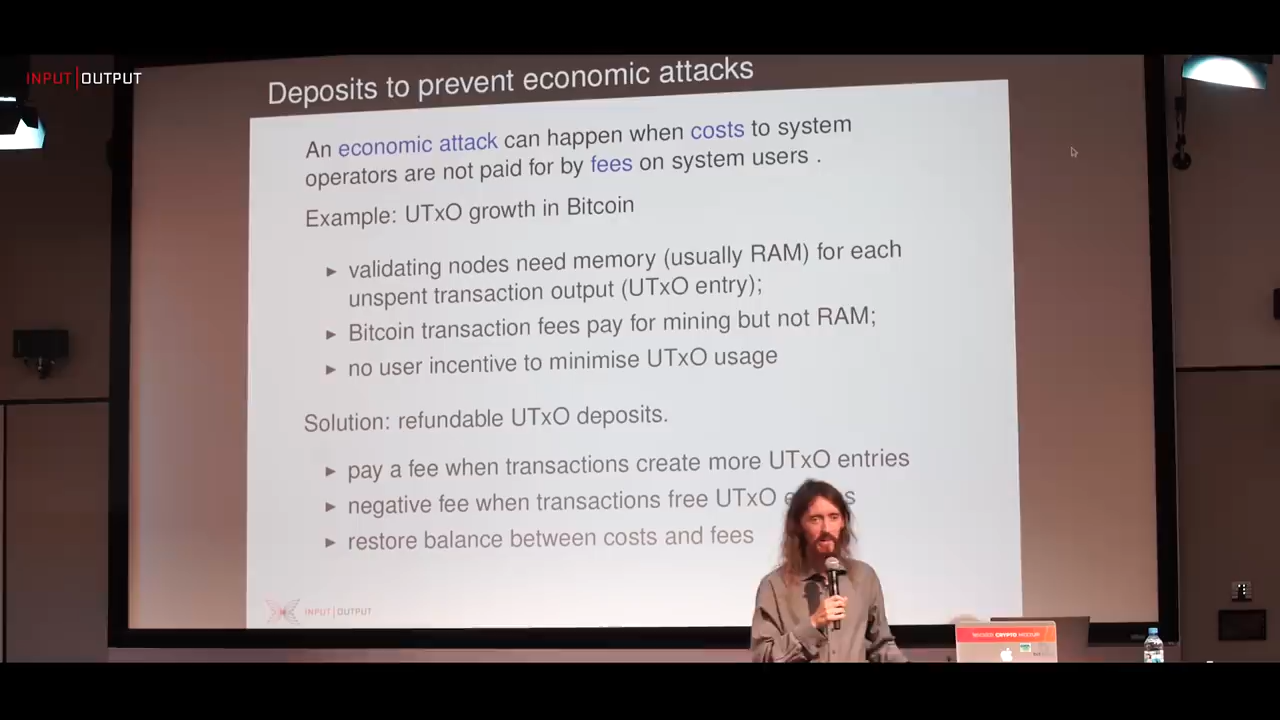 INPUT|OUTPUT
Deposits to prevent economic attacks
An economic attack can happen when costs to system
operators are not paid for by fees on system users .
Example: UTxO growth in Bitcoin
► validating nodes need memory (usually RAM) for each
unspent transaction output (UTxO entry);
► Bitcoin transaction fees pay for mining but not RAM;
► no user incentive to minimise UTxO usage
Solution: refundable UTxO deposits.
► pay a fee when transactions create more UTxO entries
► negative fee when transactions free UTxO
► restore balance between costs and fees
INPUT|OUTPUT